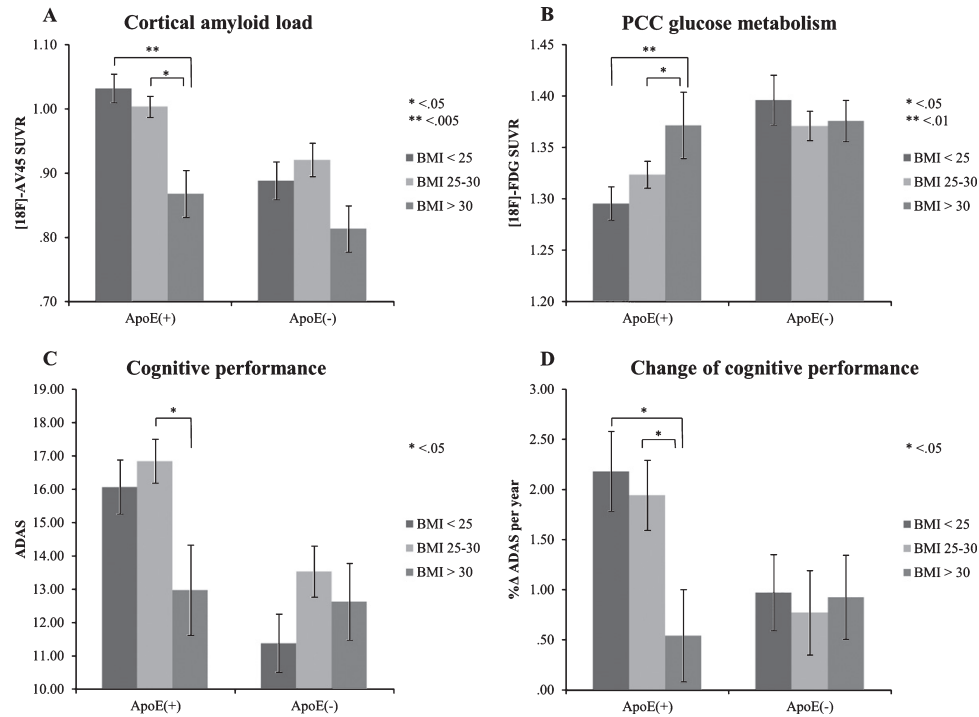 A
Cortical amyloid load
[18F]-AV45 SUVR
1.10
1.00
.90
.80
.70
**
*
* <.05
** <.005
BMI < 25
BMI 25-30
BMI > 30
ApoE(+)
ApoE(-)
B
PCC glucose metabolism
[18F]-FDG SUVR
1.45
1.40
1.35
1.30
1.25
1.20
**
*
* <.05
** <.01
BMI < 25
BMI 25-30
BMI > 30
ApoE(+)
ApoE(-)
C
Cognitive performance
ADAS
19.00
18.00
17.00
16.00
15.00
14.00
13.00
12.00
11.00
10.00
*
* <.05
BMI < 25
BMI 25-30
BMI > 30
ApoE(+)
ApoE(-)
D
Change of cognitive performance
%Δ ADAS per year
3.00
2.50
2.00
1.50
1.00
.50
.00
*
*
* <.05
BMI < 25
BMI 25-30
BMI > 30
ApoE(+)
ApoE(-)